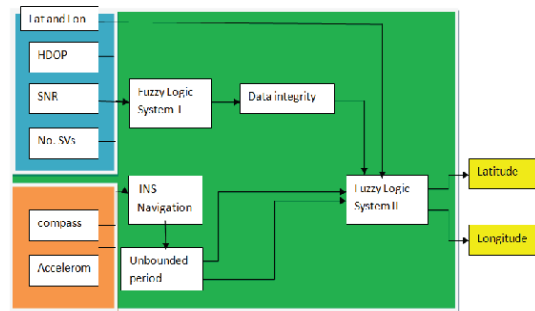 Lat and Lon
HDOP
SNR
No. SVs
Fuzzy Logic
System I
Data integrity
Fuzzy Logic
System II
Latitude
Longitude
INS
Navigation
compass
Accelerom
Unbounded
period